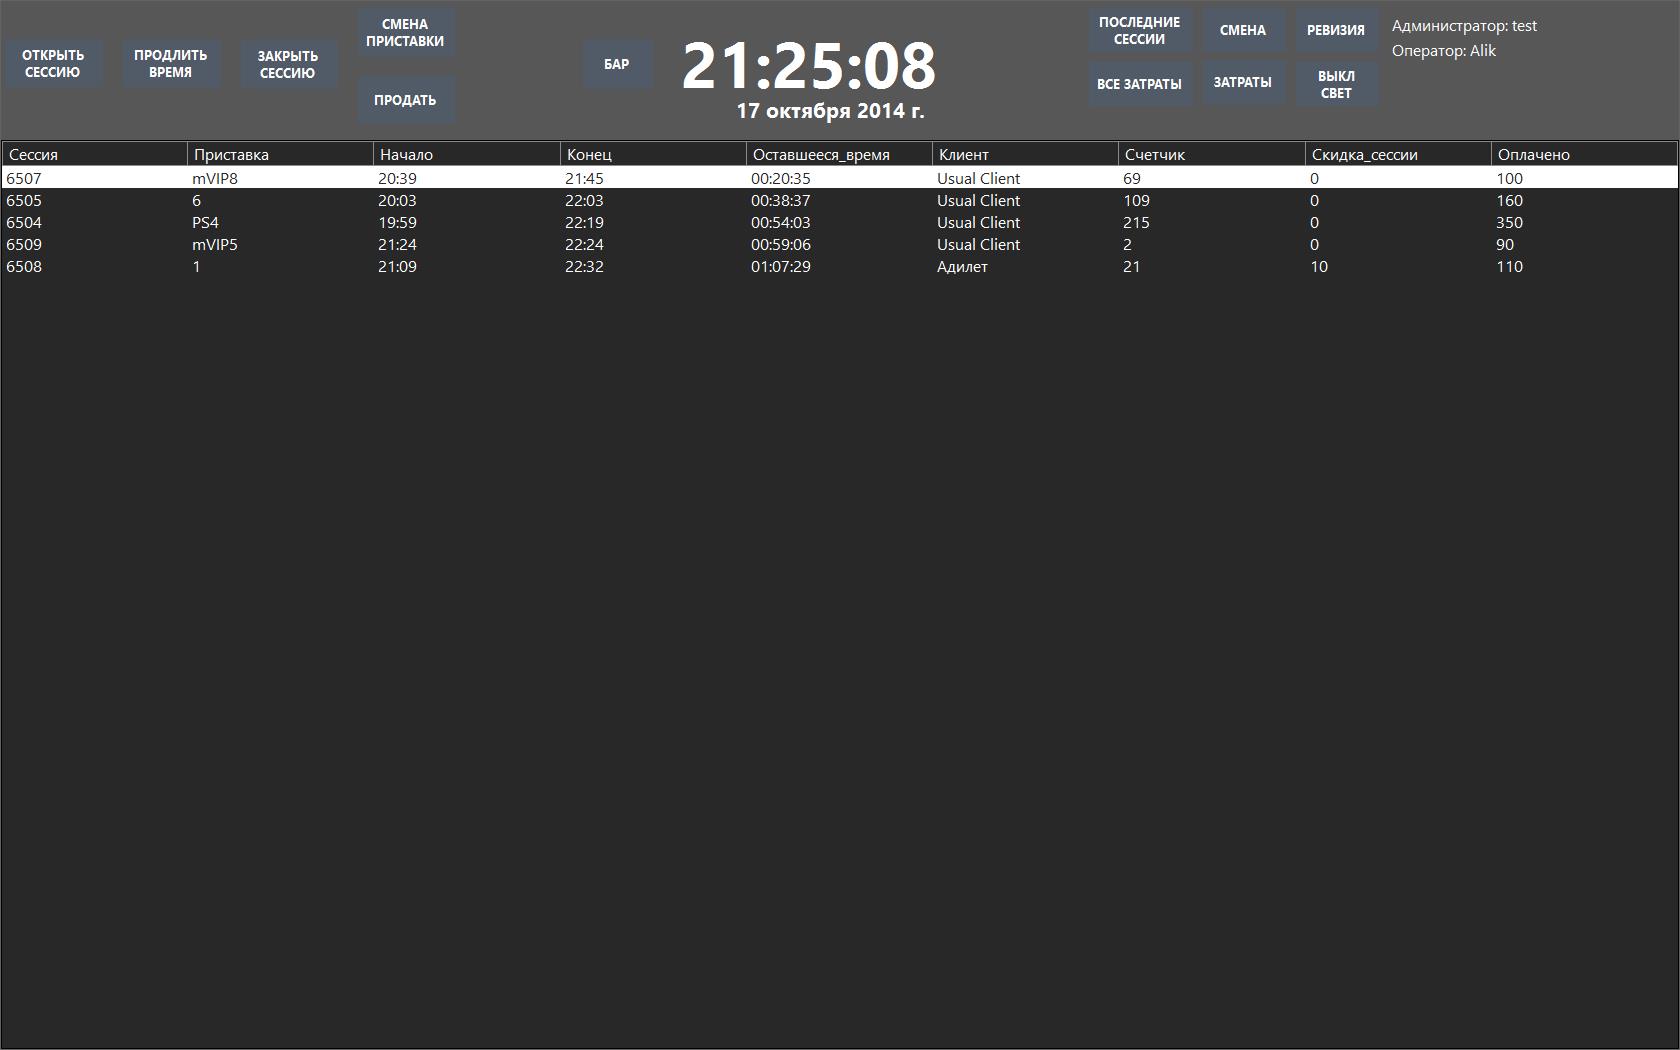 ОТКРЫТЬ
СЕССИЮ
ПРОДЛИТЬ
ВРЕМЯ
ЗАКРЫТЬ
СЕССИЮ
СМЕНА
ПРИСТАВКИ
ПРОДАТЬ
БАР
21:25:08
17 октября 2014 г.
ПОСЛЕДНИЕ
СЕССИИ
СМЕНА
РЕВИЗИЯ
ВСЕ ЗАТРАТЫ
ЗАТРАТЫ
ВЫКЛ
СВЕТ
Администратор: test
Оператор: Alik
Сессия Приставка Начало Конец Оставшееся_время Клиент Счетчик Скидка_сессии Оплачено
6507 mVIP8 20:39 21:45 00:20:35 Usual Client 69 0 100
6505 6 20:03 22:03 00:38:37 Usual Client 109 0 160
6504 PS4 19:59 22:19 00:54:03 Usual Client 215 0 350
6509 mVIP5 21:24 22:24 00:59:06 Usual Client 2 0 90
6508 1 21:09 22:32 01:07:29 Адилет 21 10 110